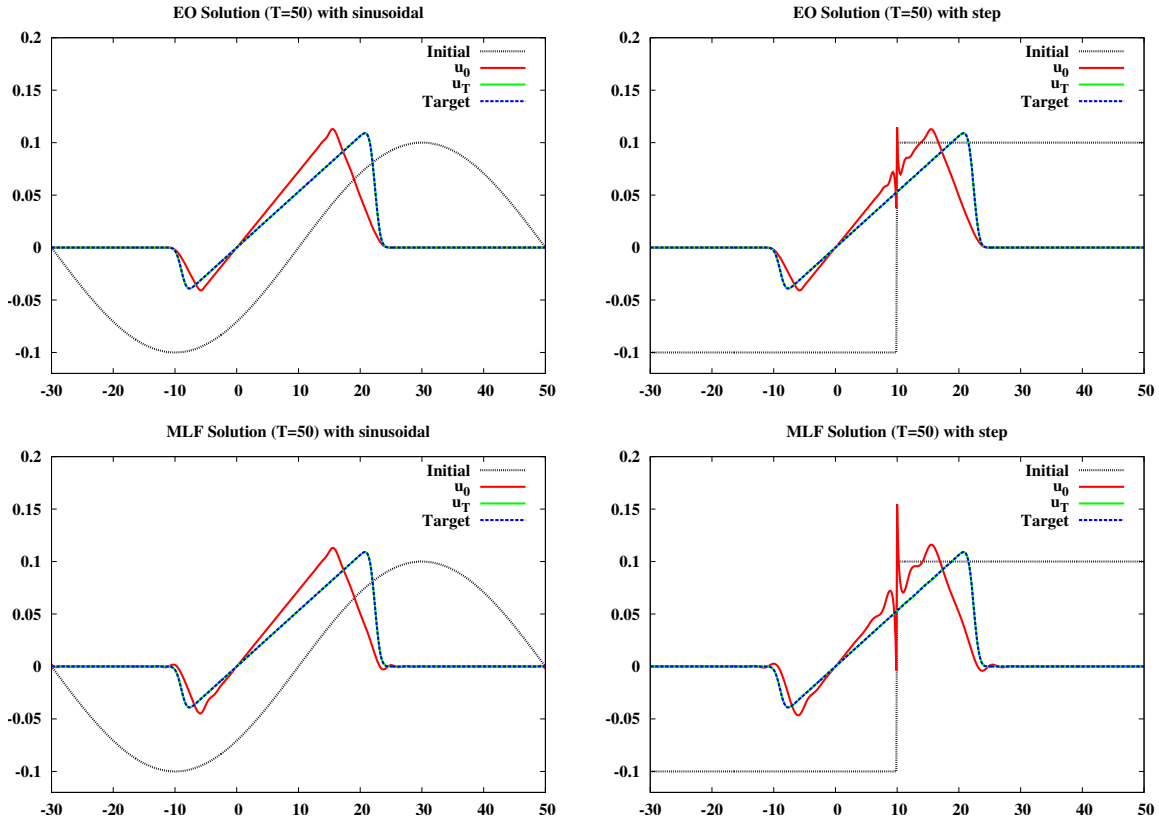 EO Solution (T=50) with sinusoidal
0.2
0.15
0.1
0.05
0
-0.05
-0.1
-30 -20 -10 0 10 20 30 40 50
Initial
u0
uT
Target
EO Solution (T=50) with step
0.2
0.15
0.1
0.05
0
-0.05
-0.1
-30 -20 -10 0 10 20 30 40 50
Initial
u0
uT
Target
MLF Solution (T=50) with sinusoidal
0.2
0.15
0.1
0.05
0
-0.05
-0.1
-30 -20 -10 0 10 20 30 40 50
Initial
u0
uT
Target
MLF Solution (T=50) with step
0.2
0.15
0.1
0.05
0
-0.05
-0.1
-30 -20 -10 0 10 20 30 40 50
Initial
u0
uT
Target